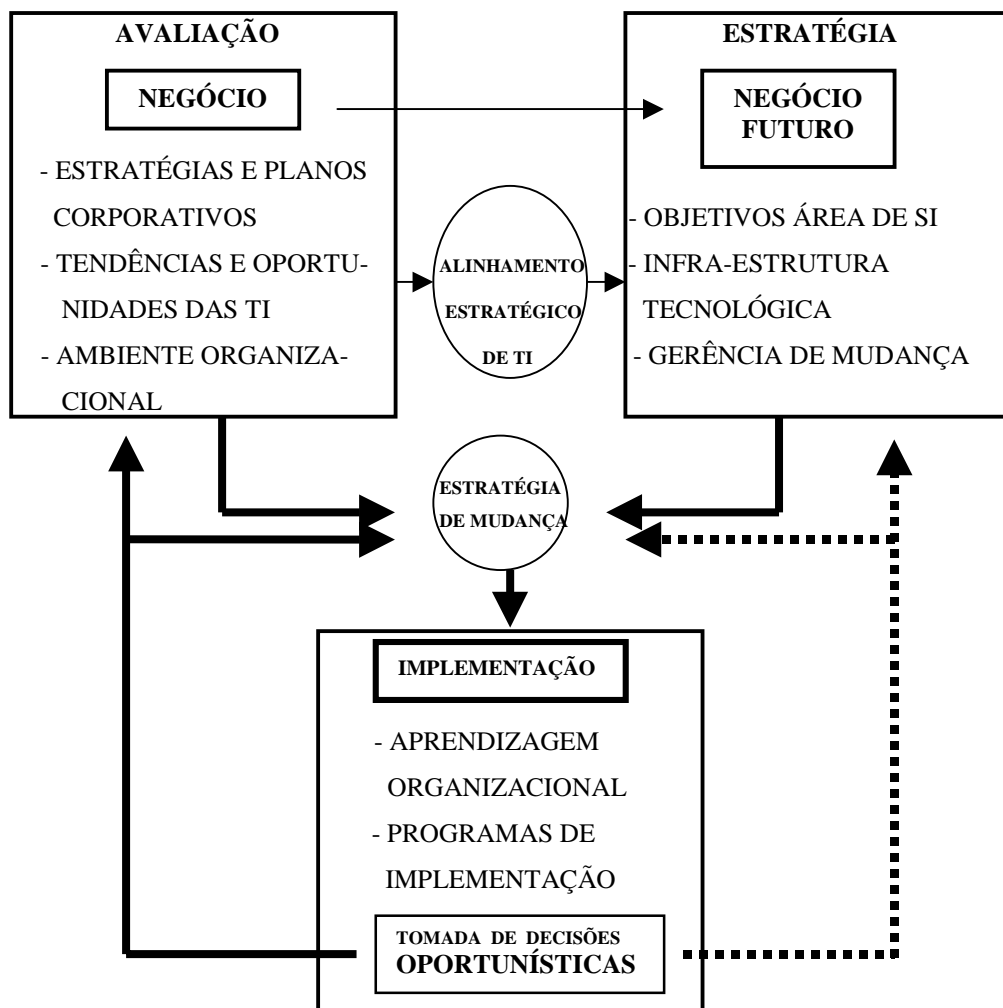 AVALIAÇÃO
NEGÓCIO
- ESTRATÉGIAS E PLANOS
CORPORATIVOS
- TENDÊNCIAS E OPORTU-
NIDADES DAS TI
- AMBIENTE ORGANIZA-
CIONAL
ALINHAMENTO
ESTRATÉGICO
DE TI
ESTRATÉGIA
NEGÓCIO
FUTURO
- OBJETIVOS ÁREA DE SI
- INFRA-ESTRUTURA
TECNOLÓGICA
- GERÊNCIA DE MUDANÇA
ESTRATÉGIA
DE MUDANÇA
IMPLEMENTAÇÃO
- APRENDIZAGEM
ORGANIZACIONAL
- PROGRAMAS DE
IMPLEMENTAÇÃO
TOMADA DE DECISÕES
OPORTUNÍSTICAS